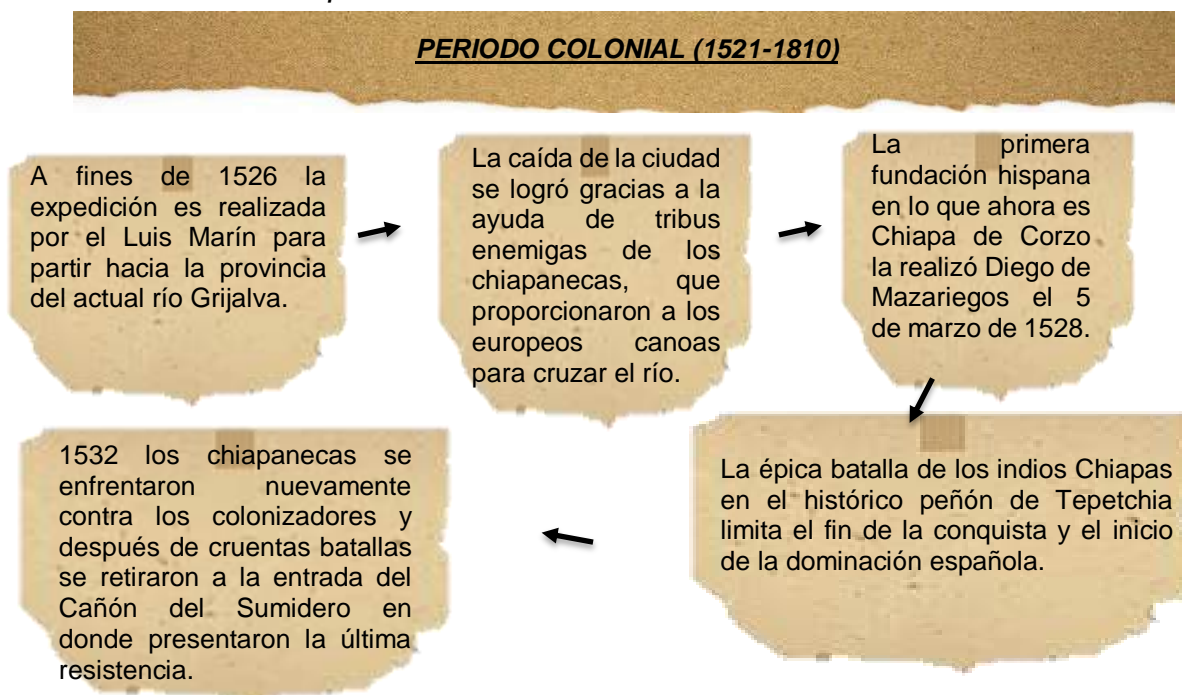 PERIODO COLONIAL (1521-1810)
A fines de 1526 la
expedición es realizada
por el Luis Marín para
partir hacia la provincia
del actual río Grijalva.
La caída de la ciudad
se logró gracias a la
ayuda de tribus
enemigas de los
chiapanecas, que
proporcionaron a los
europeos canoas
para cruzar el río.
La primera
fundación hispana
en lo que ahora es
Chiapa de Corzo
la realizó Diego de
Mazariegos el 5
de marzo de 1528.
La épica batalla de los indios Chiapas
en el histórico peñón de Tepetchia
limita el fin de la conquista y el inicio
de la dominación española.
1532 los chiapanecas se
enfrentaron nuevamente
contra los colonizadores y
después de cruentas batallas
se retiraron a la entrada del
Cañón del Sumidero en
donde presentaron la última
resistencia.